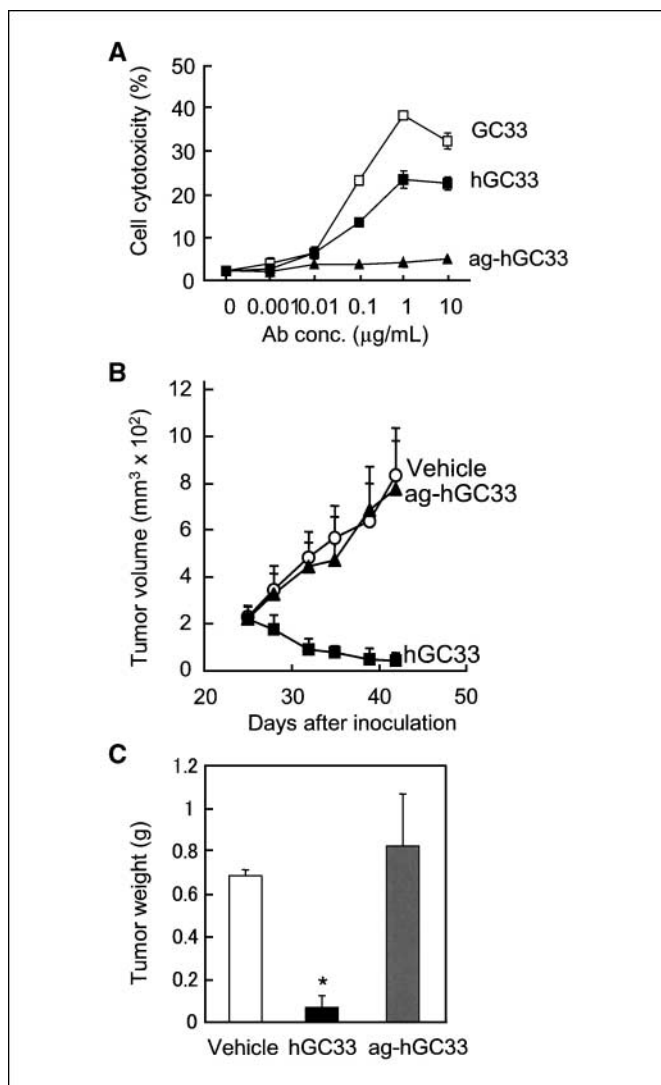 A
50
40
30
20
10
0
Cell cytotoxicity (%)
GC33
hGC33
ag-hGC33
0 0.001 0.01 0.1 1 10
Ab conc. (µg/mL)
B
12
10
8
6
4
2
0
Tumor volume (mm³ x 10²)
Vehicle
ag-hGC33
hGC33
20 30 40 50
Days after inoculation
C
1.2
1
0.8
0.6
0.4
0.2
0
Tumor weight (g)
*
Vehicle hGC33 ag-hGC33